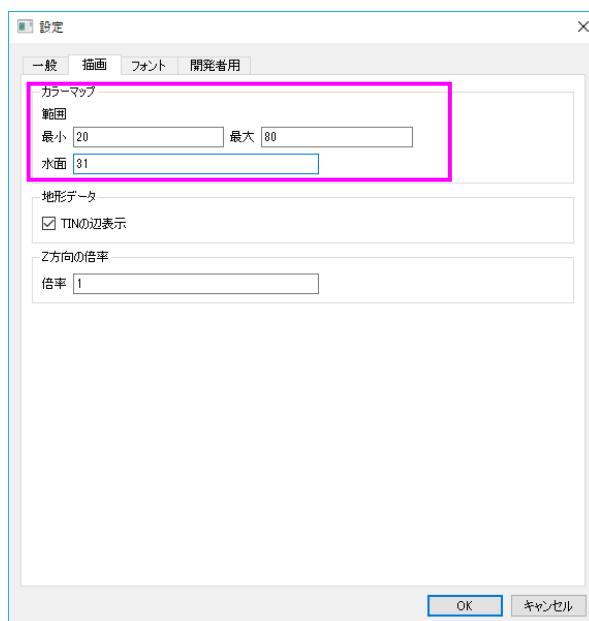 設定
一般 描画 フォント 開発者用
カラーマップ
範囲
最小 20 最大 80
水面 31
地形データ
TINの辺表示
Z方向の倍率
倍率 1
OK キャンセル